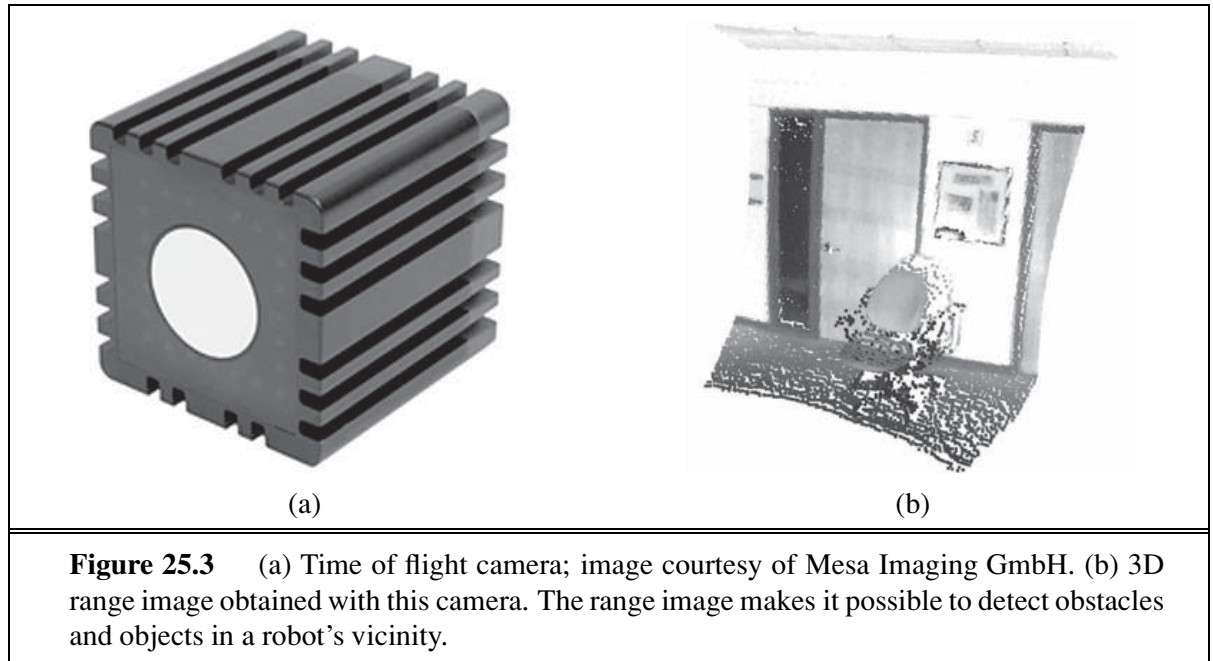 (a)
(b)
Figure 25.3 (a) Time of flight camera; image courtesy of Mesa Imaging GmbH. (b) 3D
range image obtained with this camera. The range image makes it possible to detect obstacles
and objects in a robot's vicinity.